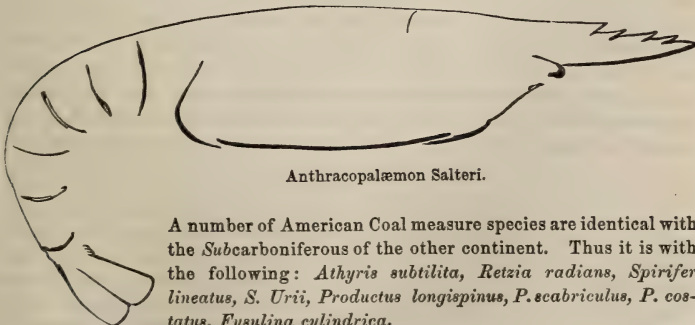 Anthracopalæmon Salteri.
A number of American Coal measure species are identical with
the Subcarboniferous of the other continent. Thus it is with
the following: Athyris subtilita, Retzia radians, Spirifer
lineatus, S. Urii, Productus longispinus, P. scabriculus, P. cos-
tatus, Fusulina cylindrica.